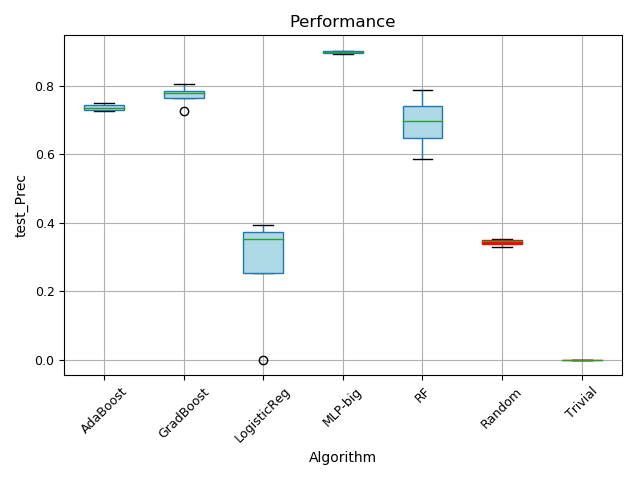 Performance
test_Prec
0.8
0.6
0.4
0.2
0.0
AdaBoost
GradBoost
LogisticReg
MLP-big
RF
Random
Trivial
Algorithm